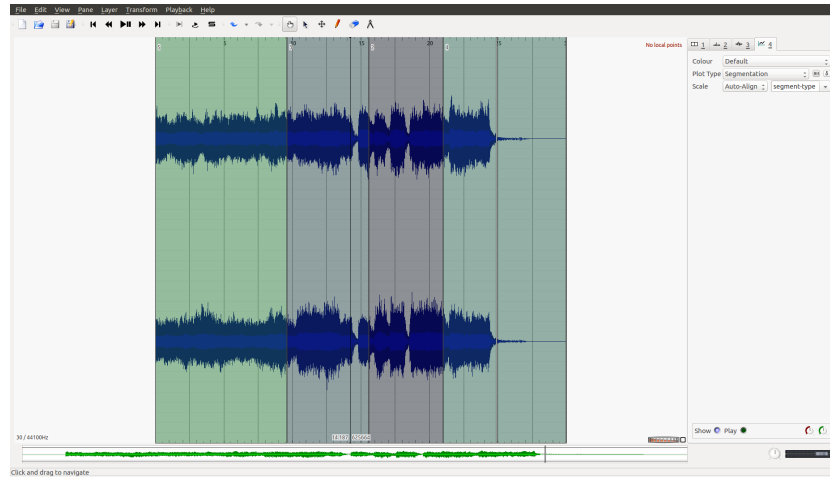 File Edit View Pane Layer Transform Playback Help
5 10 15 20 5
No local points
1 2 3 4
Colour Default
Plot Type Segmentation
Scale Auto-Align segment-type
30 / 44100Hz
Show Play
Click and drag to navigate